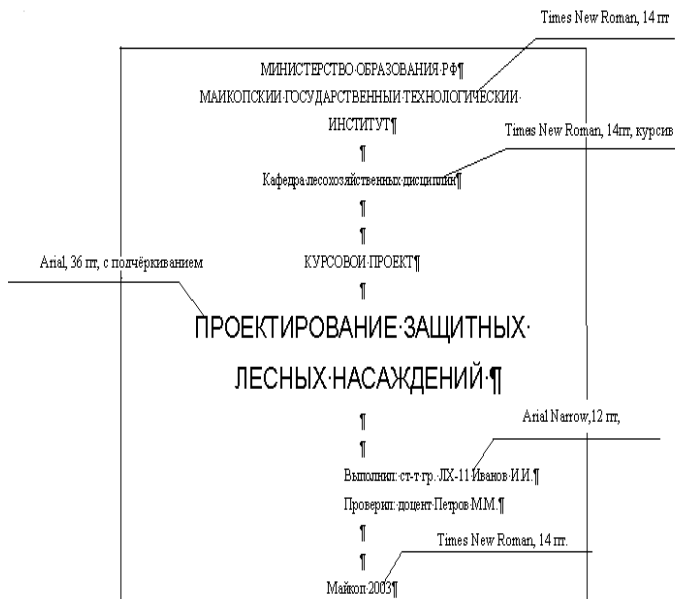 Times New Roman, 14 пт
МИНИСТЕРСТВО·ОБРАЗОВАНИЯ·РФ¶
МАЙКОПСКИЙ·ГОСУДАРСТВЕННЫЙ·ТЕХНОЛОГИЧЕСКИЙ·
ИНСТИТУТ¶
Times New Roman, 14пт, курсив
¶
Кафедра·лесохозяйственных·дисциплин¶
¶
¶
Arial, 36 пт, с подчёркиванием
КУРСОВОЙ·ПРОЕКТ¶
¶
ПРОЕКТИРОВАНИЕ·ЗАЩИТНЫХ·
ЛЕСНЫХ·НАСАЖДЕНИЙ·¶
¶
Arial Narrow,12 пт,
¶
Выполнил:·ст-т·гр.·ЛХ-11·Иванов·И.И.¶
Проверил:·доцент·Петров·М.М.¶
¶
Times New Roman, 14 пт.
¶
Майкоп·2003¶